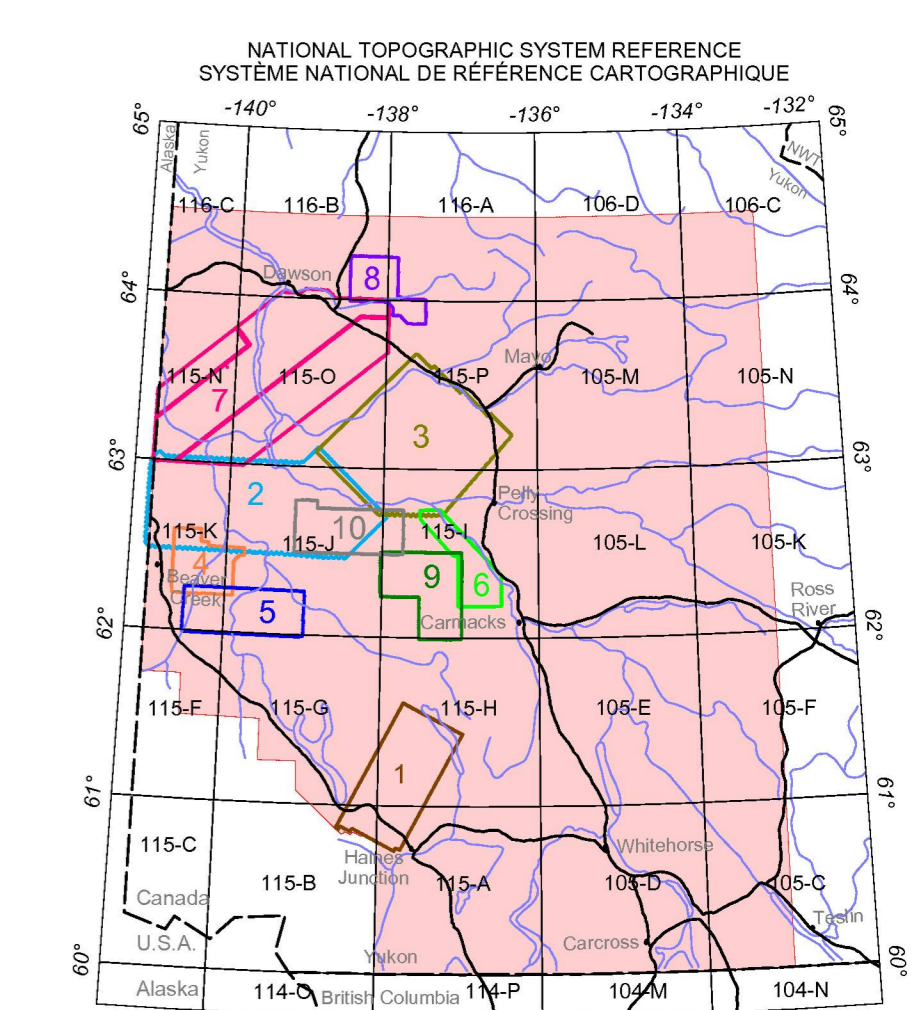 NATIONAL TOPOGRAPHIC SYSTEM REFERENCE
SYSTÈME NATIONAL DE RÉFÉRENCE CARTOGRAPHIQUE
-140° -138° -136° -134° -132°
65° 65°
Alaska Yukon NWT Yukon
116-C 116-B 116-A 106-D 106-C
Dawson 8
64° 64°
Mayo
115-N 115-O 115-P 105-M 105-N
7
3
63° 63°
2 Pelly Crossing
115-K 115-J 10 115-I 105-L 105-K
4 9 6
Beaver Creek 5 Ross River
62° Carmacks 62°
115-F 115-G 115-H 105-E 105-F
1
61° 61°
115-C Haines Junction Whitehorse
115-B 115-A 105-D 105-C
Canada Teslin
U.S.A. Yukon Carcross
60° 60°
Alaska 114-O British Columbia 114-P 104-M 104-N